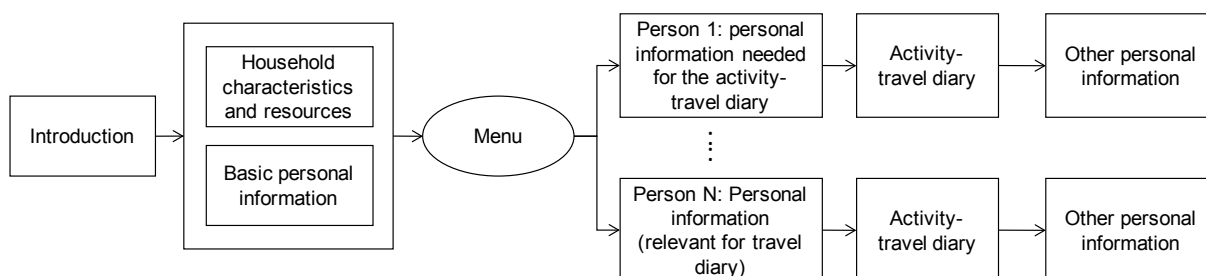 Introduction
Household
characteristics
and resources
Basic personal
information
Menu
Person 1: personal
information needed
for the activity-
travel diary
Activity-
travel diary
Other personal
information
Person N: Personal
information
(relevant for travel
diary)
Activity-
travel diary
Other personal
information